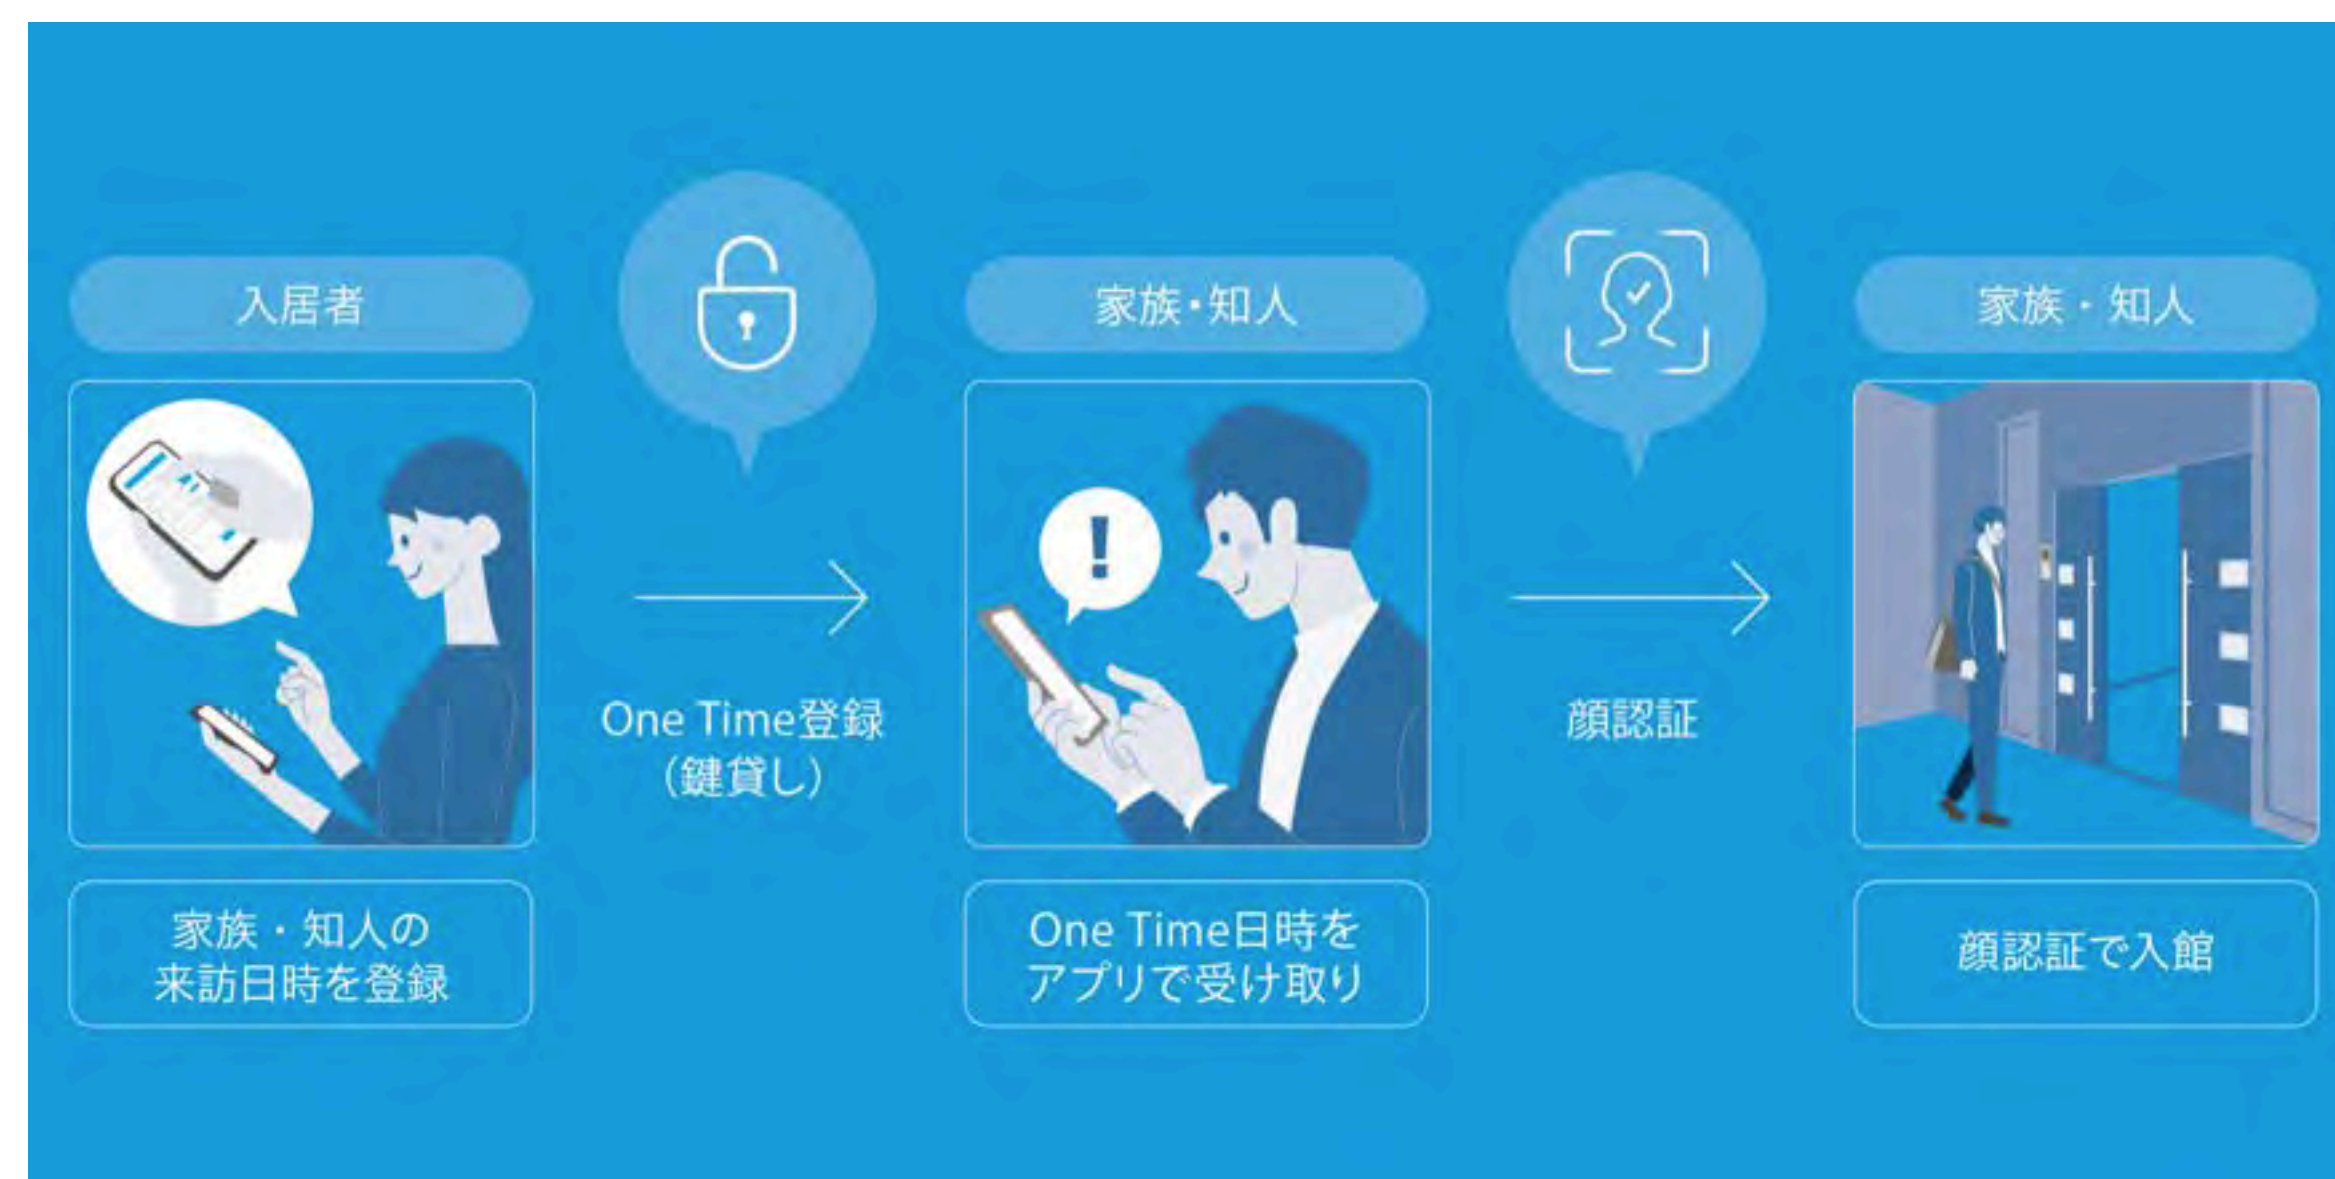 入居者
家族・知人の
来訪日時を登録
One Time登録
（鍵貸し）
家族・知人
!
One Time日時を
アプリで受け取り
顔認証
家族・知人
顔認証で入館